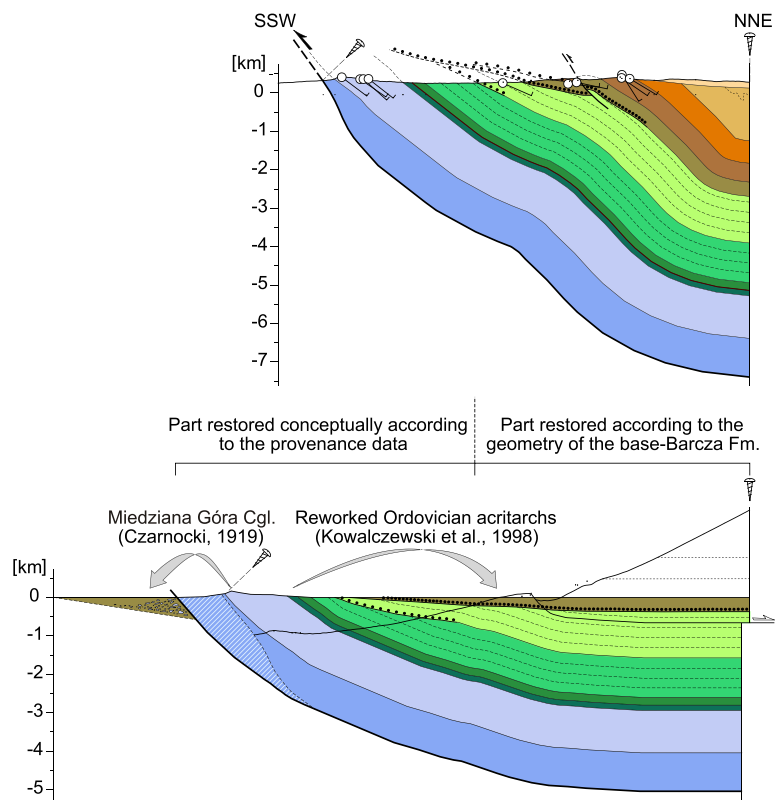 SSW
NNE
[km]
0
-1
-2
-3
-4
-5
-6
-7
Part restored conceptually according
to the provenance data
Part restored according to the
geometry of the base-Barcza Fm.
Miedziana Góra Cgl.
(Czarnocki, 1919)
Reworked Ordovician acritarchs
(Kowalczewski et al., 1998)
[km]
0
-1
-2
-3
-4
-5